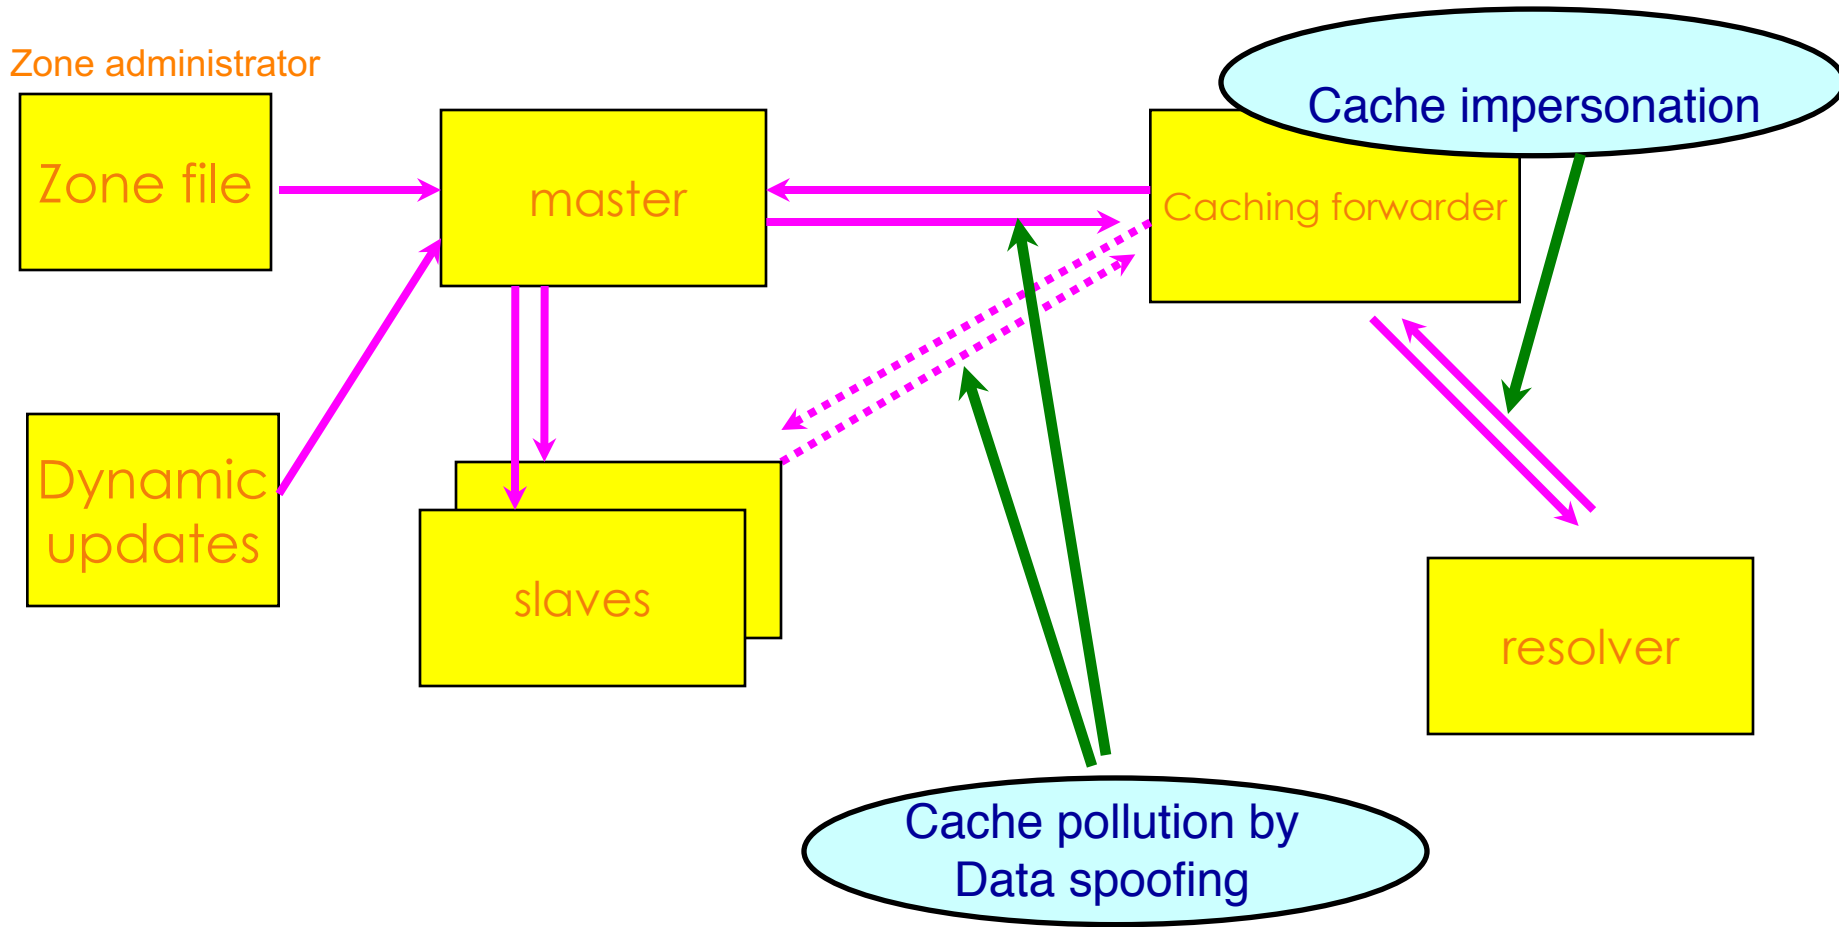 Zone administrator
Zone file
master
Cache impersonation
Caching forwarder
Dynamic
updates
slaves
resolver
Cache pollution by
Data spoofing